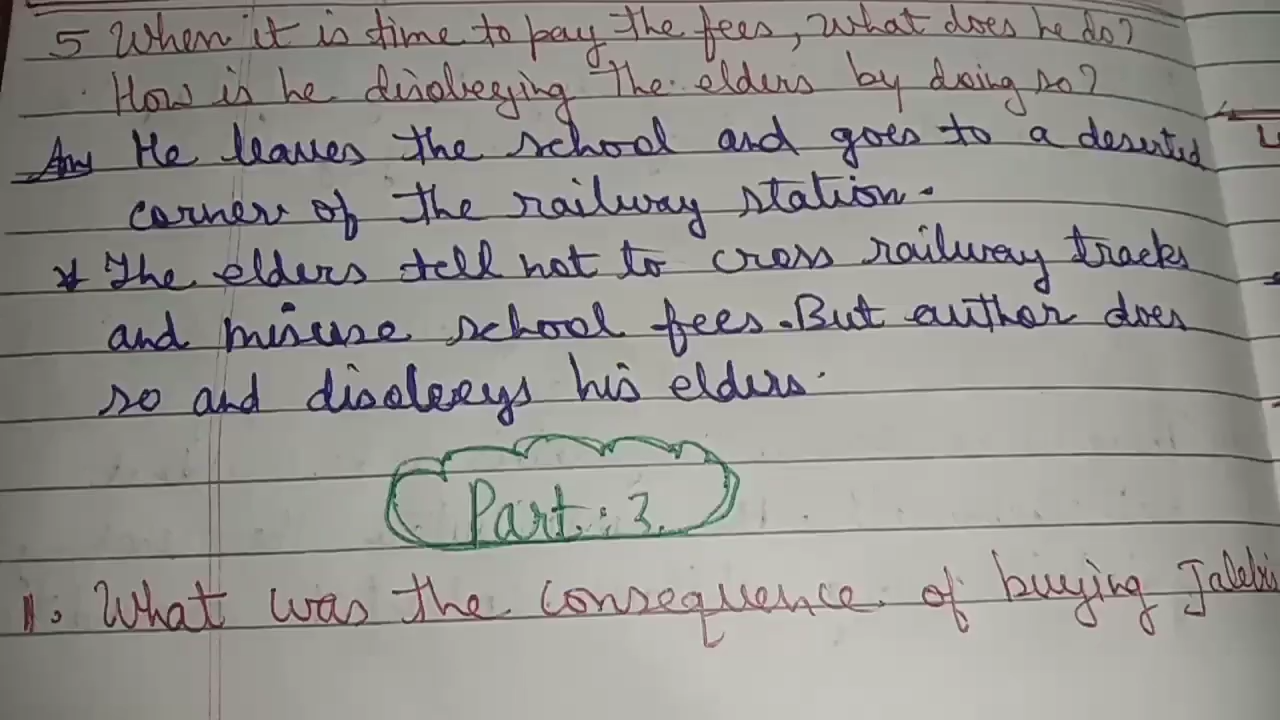 5 When it is time to pay the fees, What does he do?
How is he disobeying the elders by doing so?
Ans He leaves the school and goes to a deserted
corner of the railway station.
* The elders tell not to cross railway tracks
and misuse school fees. But author does
so and disobeys his elders.
Part: 3.
1. What was the consequence of buying Jalebis